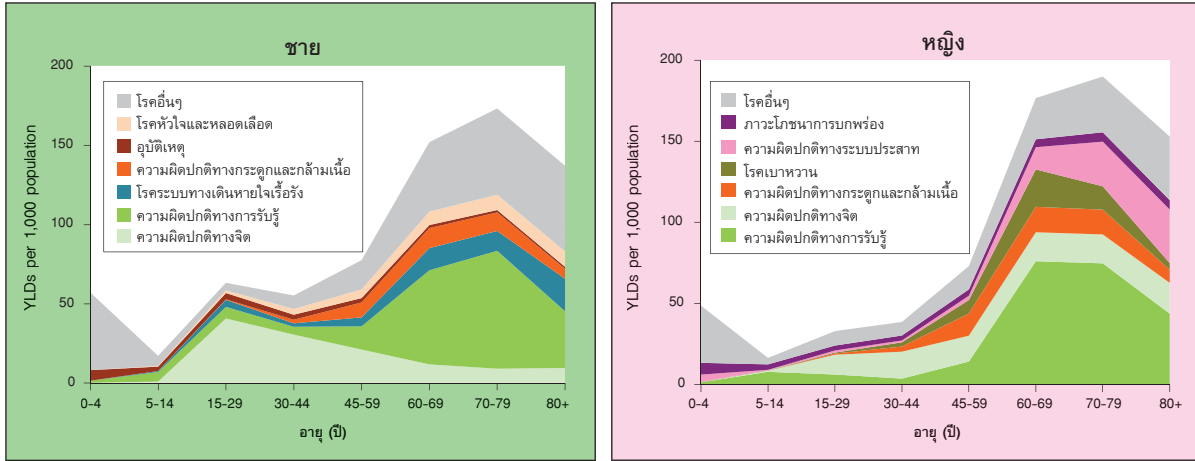 ชาย
YLDs per 1,000 population
200
150
100
50
0
โรคอื่นๆ
โรคหัวใจและหลอดเลือด
อุบัติเหตุ
ความผิดปกติทางกระดูกและกล้ามเนื้อ
โรคระบบทางเดินหายใจเรื้อรัง
ความผิดปกติทางการรับรู้
ความผิดปกติทางจิต
0-4 5-14 15-29 30-44 45-59 60-69 70-79 80+
อายุ (ปี)
หญิง
YLDs per 1,000 population
200
150
100
50
0
โรคอื่นๆ
ภาวะโภชนาการบกพร่อง
ความผิดปกติทางระบบประสาท
โรคเบาหวาน
ความผิดปกติทางกระดูกและกล้ามเนื้อ
ความผิดปกติทางจิต
ความผิดปกติทางการรับรู้
0-4 5-14 15-29 30-44 45-59 60-69 70-79 80+
อายุ (ปี)